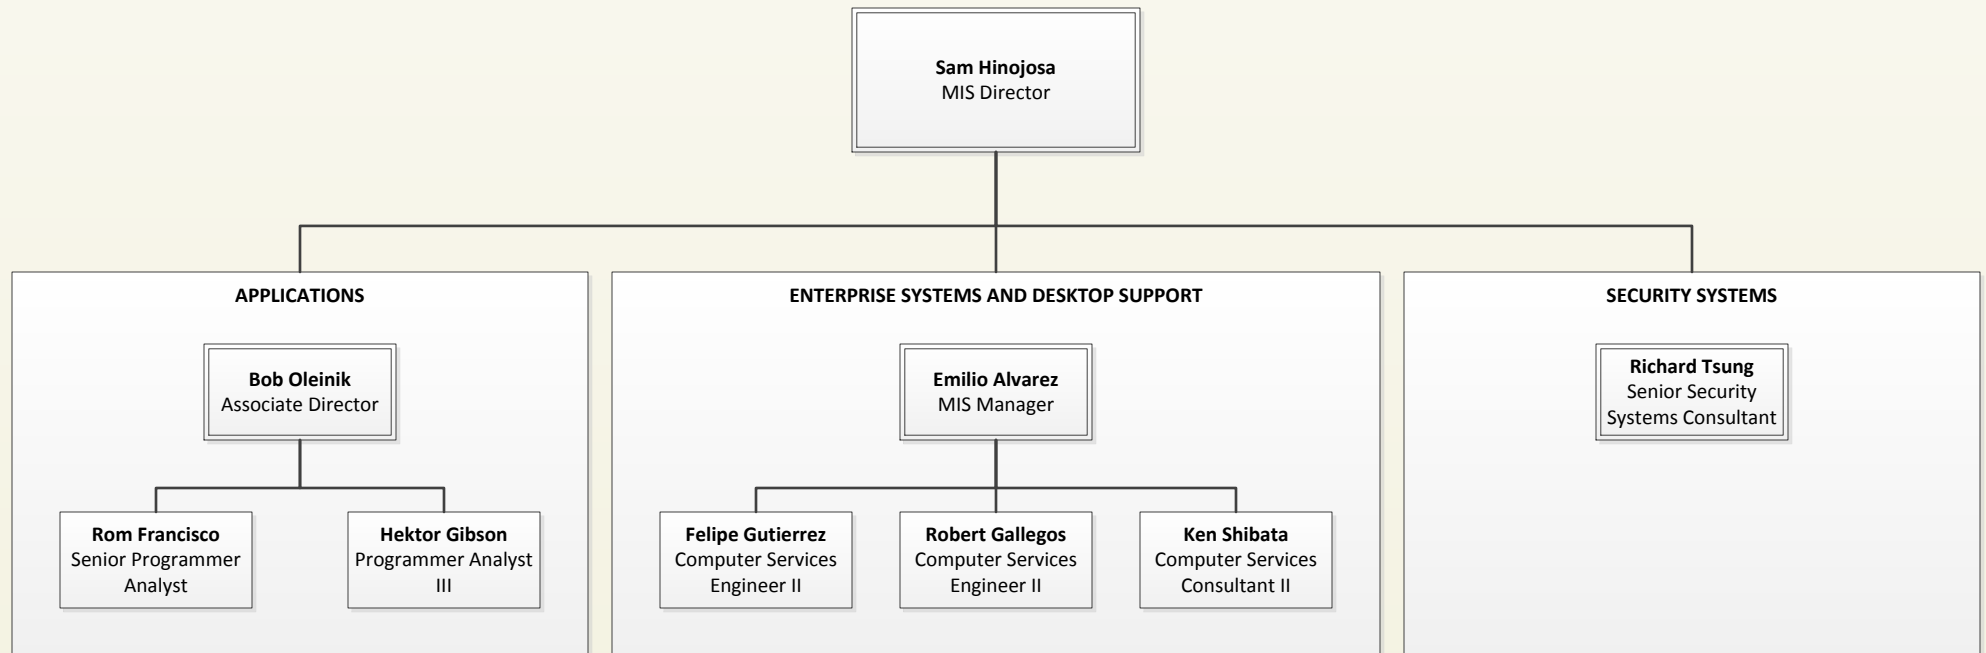 Sam Hinojosa
MIS Director
APPLICATIONS
Bob Oleinik
Associate Director
Rom Francisco
Senior Programmer
Analyst
Hektor Gibson
Programmer Analyst
III
ENTERPRISE SYSTEMS AND DESKTOP SUPPORT
Emilio Alvarez
MIS Manager
Felipe Gutierrez
Computer Services
Engineer II
Robert Gallegos
Computer Services
Engineer II
Ken Shibata
Computer Services
Consultant II
SECURITY SYSTEMS
Richard Tsung
Senior Security
Systems Consultant